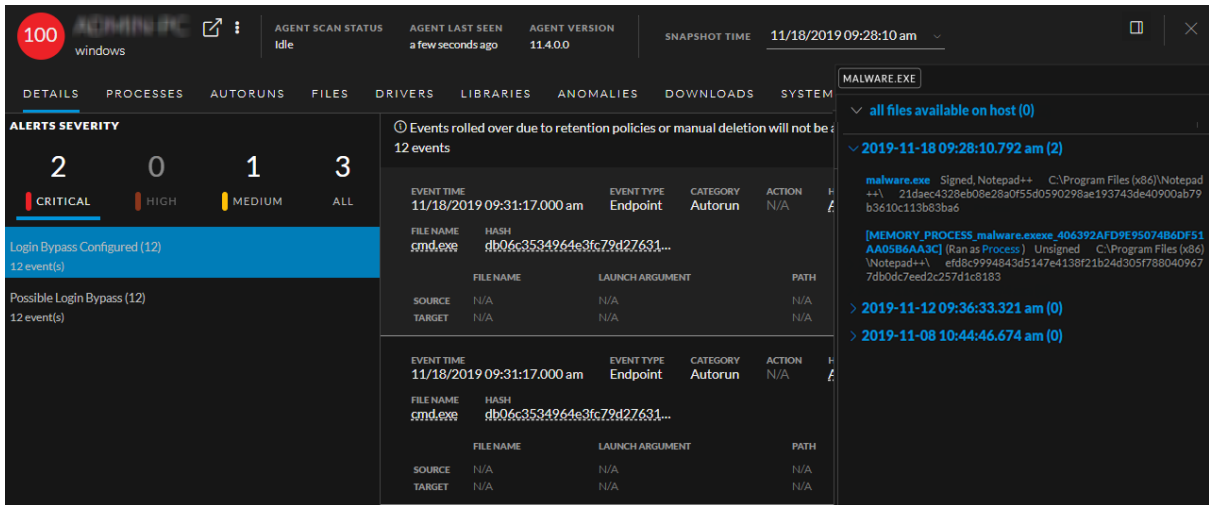 100
windows
AGENT SCAN STATUS
Idle
AGENT LAST SEEN
a few seconds ago
AGENT VERSION
11.4.0.0
SNAPSHOT TIME 11/18/2019 09:28:10 am
DETAILS PROCESSES AUTORUNS FILES DRIVERS LIBRARIES ANOMALIES DOWNLOADS SYSTEM
ALERTS SEVERITY
2 0 1 3
CRITICAL HIGH MEDIUM ALL
Login Bypass Configured (12)
12 event(s)
Possible Login Bypass (12)
12 event(s)
Events rolled over due to retention policies or manual deletion will not be
12 events
EVENT TIME EVENT TYPE CATEGORY ACTION
11/18/2019 09:31:17.000 am Endpoint Autorun N/A
FILE NAME HASH
cmd.exe db06c3534964e3fc79d27631...
FILE NAME LAUNCH ARGUMENT PATH
SOURCE N/A N/A N/A
TARGET N/A N/A N/A
EVENT TIME EVENT TYPE CATEGORY ACTION
11/18/2019 09:31:17.000 am Endpoint Autorun N/A
FILE NAME HASH
cmd.exe db06c3534964e3fc79d27631...
FILE NAME LAUNCH ARGUMENT PATH
SOURCE N/A N/A N/A
TARGET N/A N/A N/A
MALWARE.EXE
all files available on host (0)
2019-11-18 09:28:10.792 am (2)
malware.exe Signed, Notepad++ C:\Program Files (x86)\Notepad
++\ 21daec4328eb08e28a0f55d0590298ae193743de40900ab79
b3610c113b83ba6
[MEMORY_PROCESS_malware.exexe_406392AFD9E95074B6DF51
AA05B6AA3C] (Ran as Process ) Unsigned C:\Program Files (x86)
\Notepad++\ efd8c9994843d5147e4138f21b24d305f788040967
7db0dc7eed2c257d1c8183
2019-11-12 09:36:33.321 am (0)
2019-11-08 10:44:46.674 am (0)